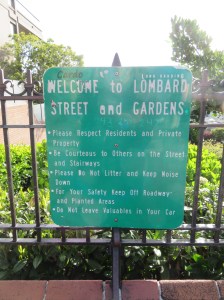 WELCOME to LOMBARD
STREET and GARDENS
• Please Respect Residents and Private
Property
• Be Courteous to Others on the Street
and Stairways
• Please Do Not Litter and Keep Noise
Down
• For Your Safety Keep Off Roadway
and Planted Areas
• Do Not Leave Valuables in Your Car